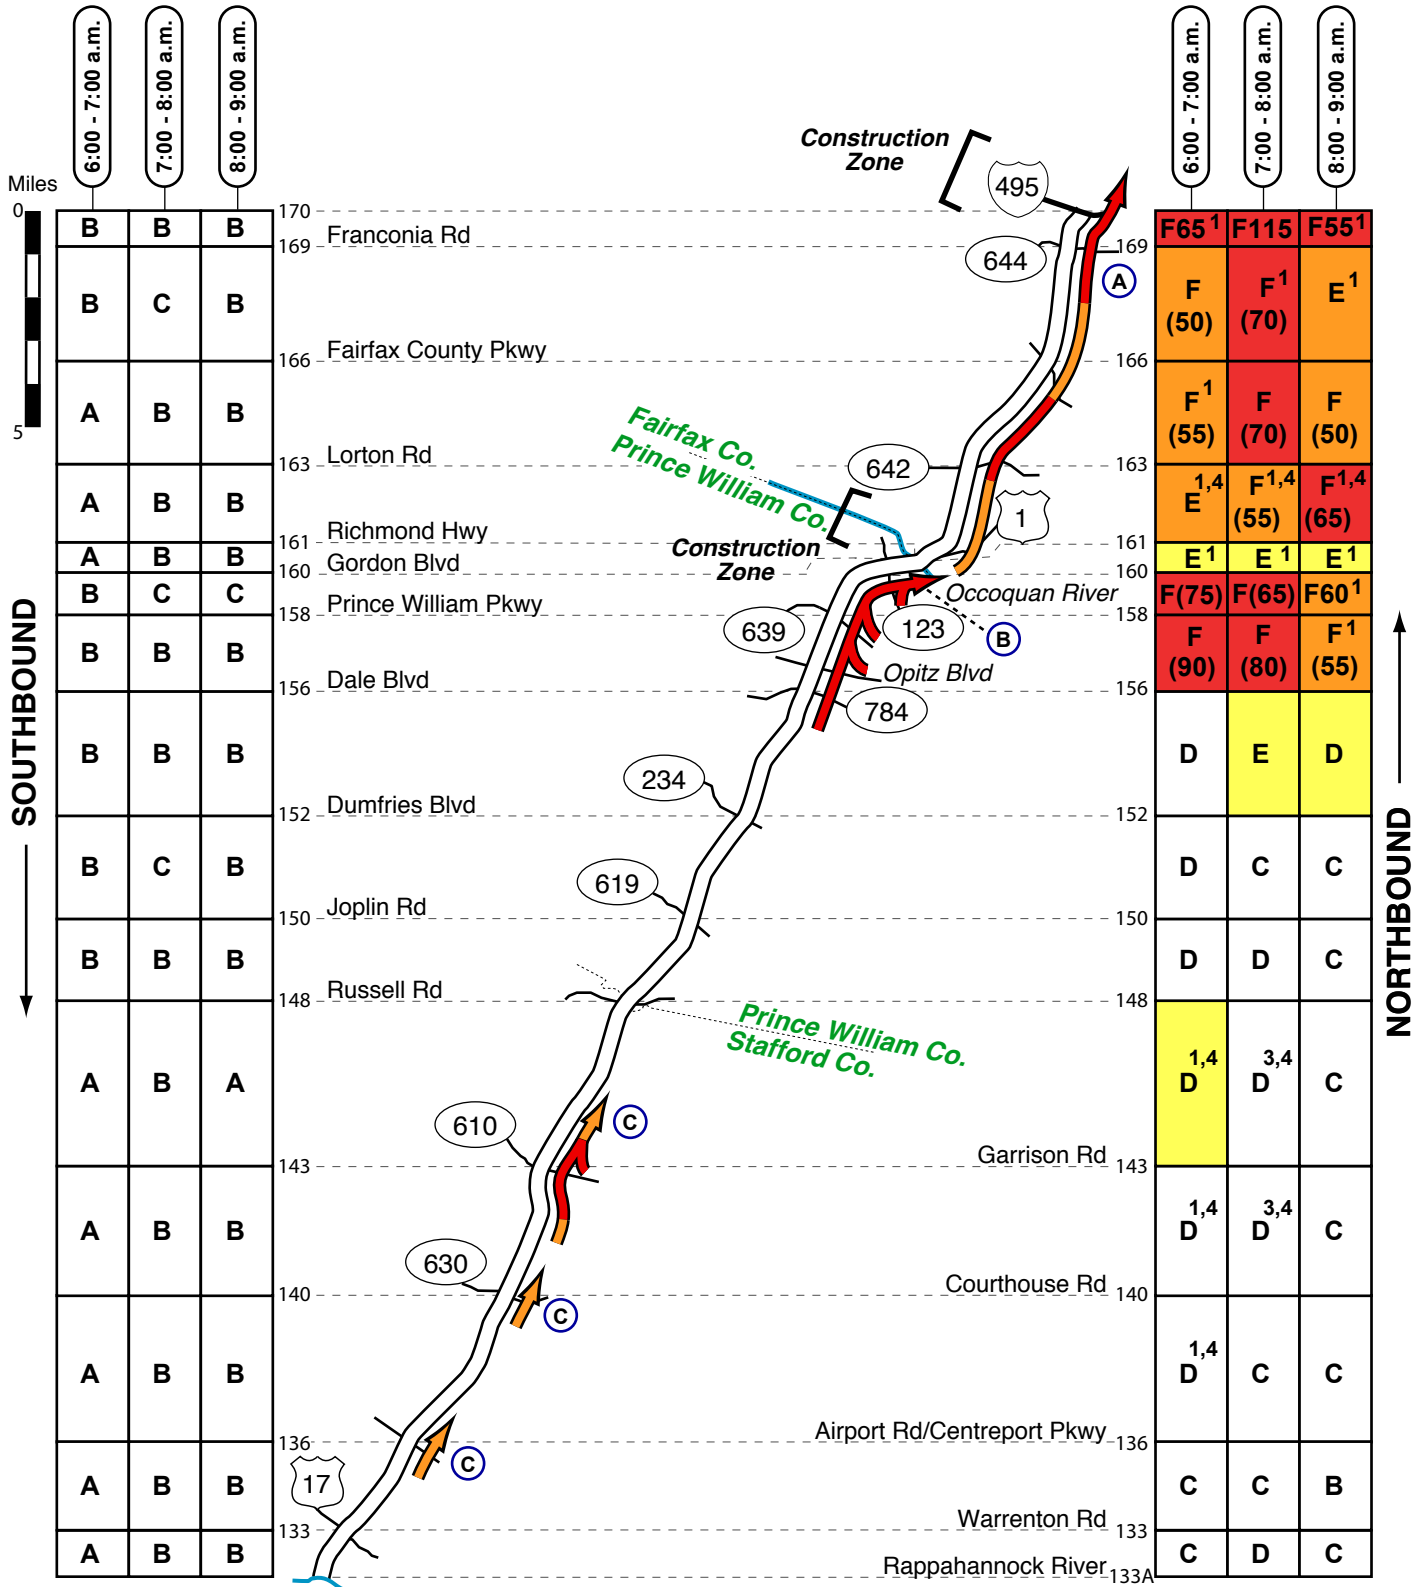 6:00 - 7:00 a.m.
7:00 - 8:00 a.m.
8:00 - 9:00 a.m.
6:00 - 7:00 a.m.
7:00 - 8:00 a.m.
8:00 - 9:00 a.m.
Miles
0
5
SOUTHBOUND
NORTHBOUND
Construction
Zone
495
170
B B B
F65 1 F115 F55 1
Franconia Rd
169
169
644
A
B C B
F (50) F 1 (70) E 1
Fairfax County Pkwy
166
166
A B B
F 1 (55) F (70) F (50)
Fairfax Co.
Prince William Co.
Lorton Rd
163
163
642
A B B
E 1,4 F 1,4 (55) F 1,4 (65)
1
Richmond Hwy
161
161
Construction
Zone
A B B
E 1 E 1 E 1
Gordon Blvd
160
160
B C C
F(75) F(65) F60 1
Occoquan River
Prince William Pkwy
158
158
639
123
B
B B B
F (90) F (80) F 1 (55)
Opitz Blvd
Dale Blvd
156
156
784
B B B
D E D
234
Dumfries Blvd
152
152
B C B
D C C
619
Joplin Rd
150
150
B B B
D D C
Russell Rd
148
148
Prince William Co.
Stafford Co.
A B A
D 1,4 D 3,4 C
610
C
Garrison Rd
143
143
A B B
D 1,4 D 3,4 C
630
Courthouse Rd
140
140
C
A B B
D 1,4 C C
Airport Rd/Centreport Pkwy
136
136
C
17
A B B
C C B
Warrenton Rd
133
133
A B B
C D C
Rappahannock River
133A